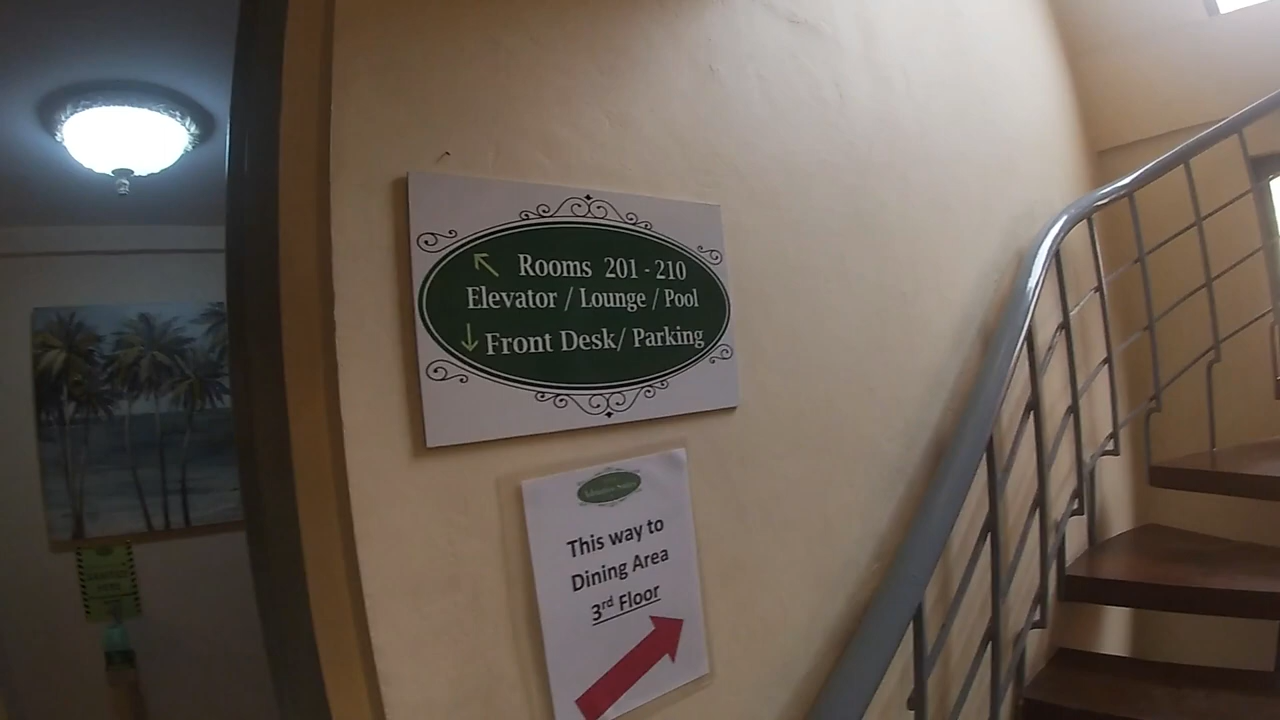 ↖ Rooms 201 - 210
Elevator / Lounge / Pool
↓ Front Desk/ Parking
This way to
Dining Area
3rd Floor